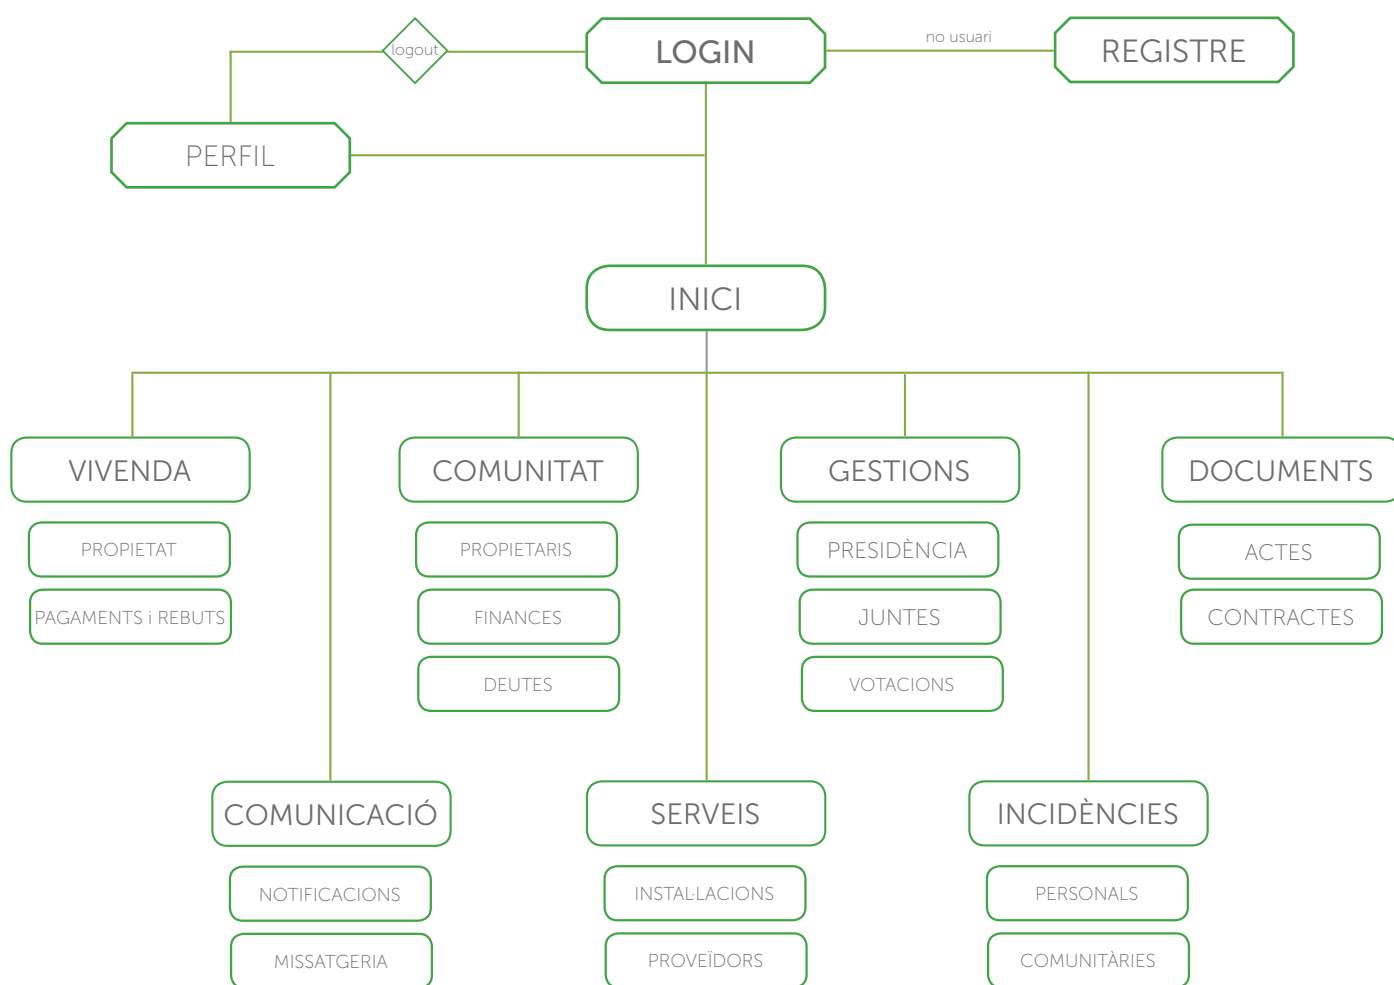 logout
LOGIN
no usuari
REGISTRE
PERFIL
INICI
VIVENDA
PROPIETAT
PAGAMENTS i REBUTS
COMUNITAT
PROPIETARIS
FINANCES
DEUTES
GESTIONS
PRESIDÈNCIA
JUNTES
VOTACIONS
DOCUMENTS
ACTES
CONTRACTES
COMUNICACIÓ
NOTIFICACIONS
MISSATGERIA
SERVEIS
INSTAL·LACIONS
PROVEÏDORS
INCIDÈNCIES
PERSONALS
COMUNITÀRIES